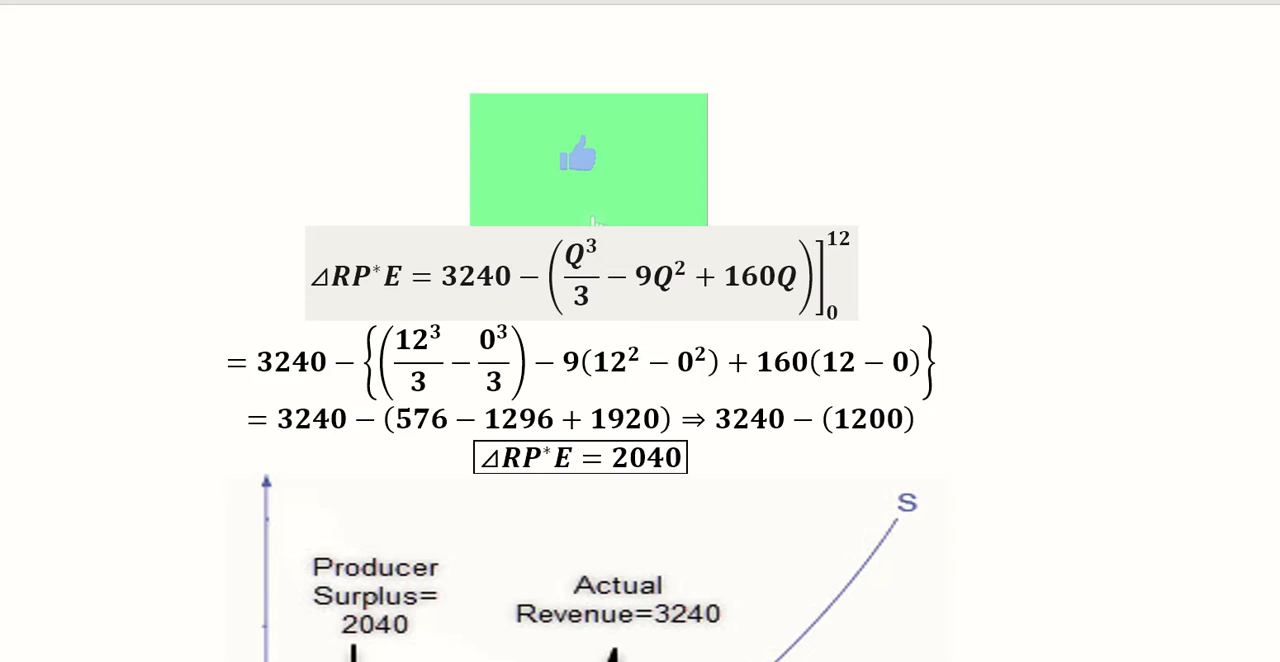 ⊿RP*E = 3240 − (Q³/3 − 9Q² + 160Q)]₀¹²
= 3240 − {(12³/3 − 0³/3) − 9(12² − 0²) + 160(12 − 0)}
= 3240 − (576 − 1296 + 1920) ⇒ 3240 − (1200)
⊿RP*E = 2040
S
Producer
Surplus=
2040
Actual
Revenue=3240